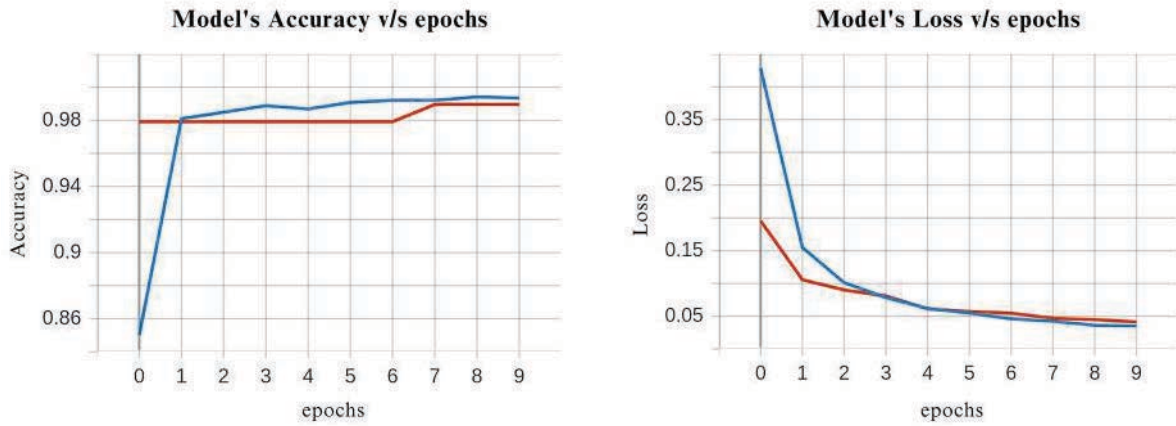 Model's Accuracy v/s epochs
0.98
0.94
0.9
0.86
Accuracy
0 1 2 3 4 5 6 7 8 9
epochs
Model's Loss v/s epochs
0.35
0.25
0.15
0.05
Loss
0 1 2 3 4 5 6 7 8 9
epochs